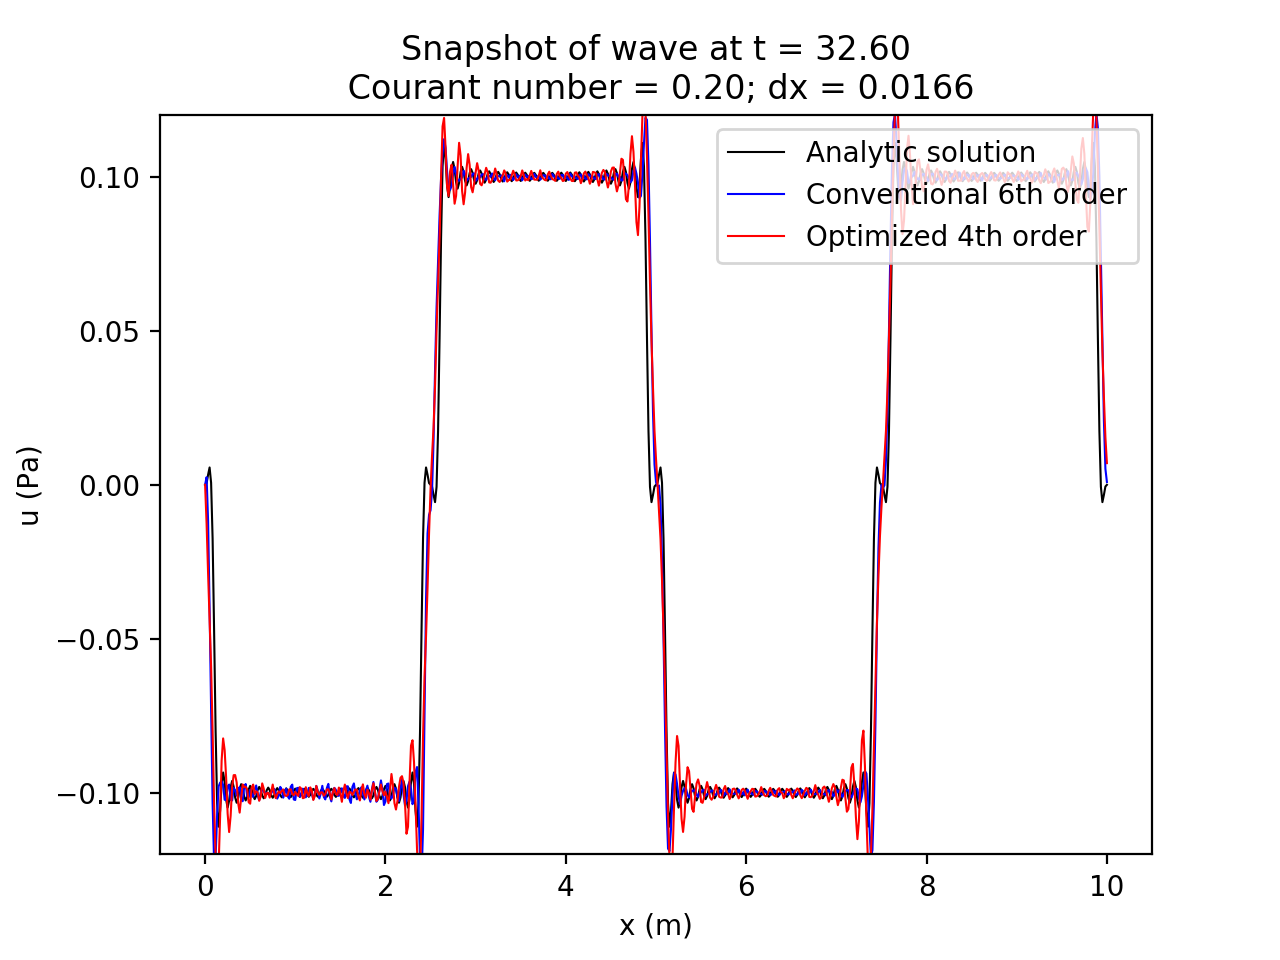 Snapshot of wave at t = 32.60
Courant number = 0.20; dx = 0.0166
Analytic solution
Conventional 6th order
Optimized 4th order
u (Pa)
0.10
0.05
0.00
−0.05
−0.10
0 2 4 6 8 10
x (m)